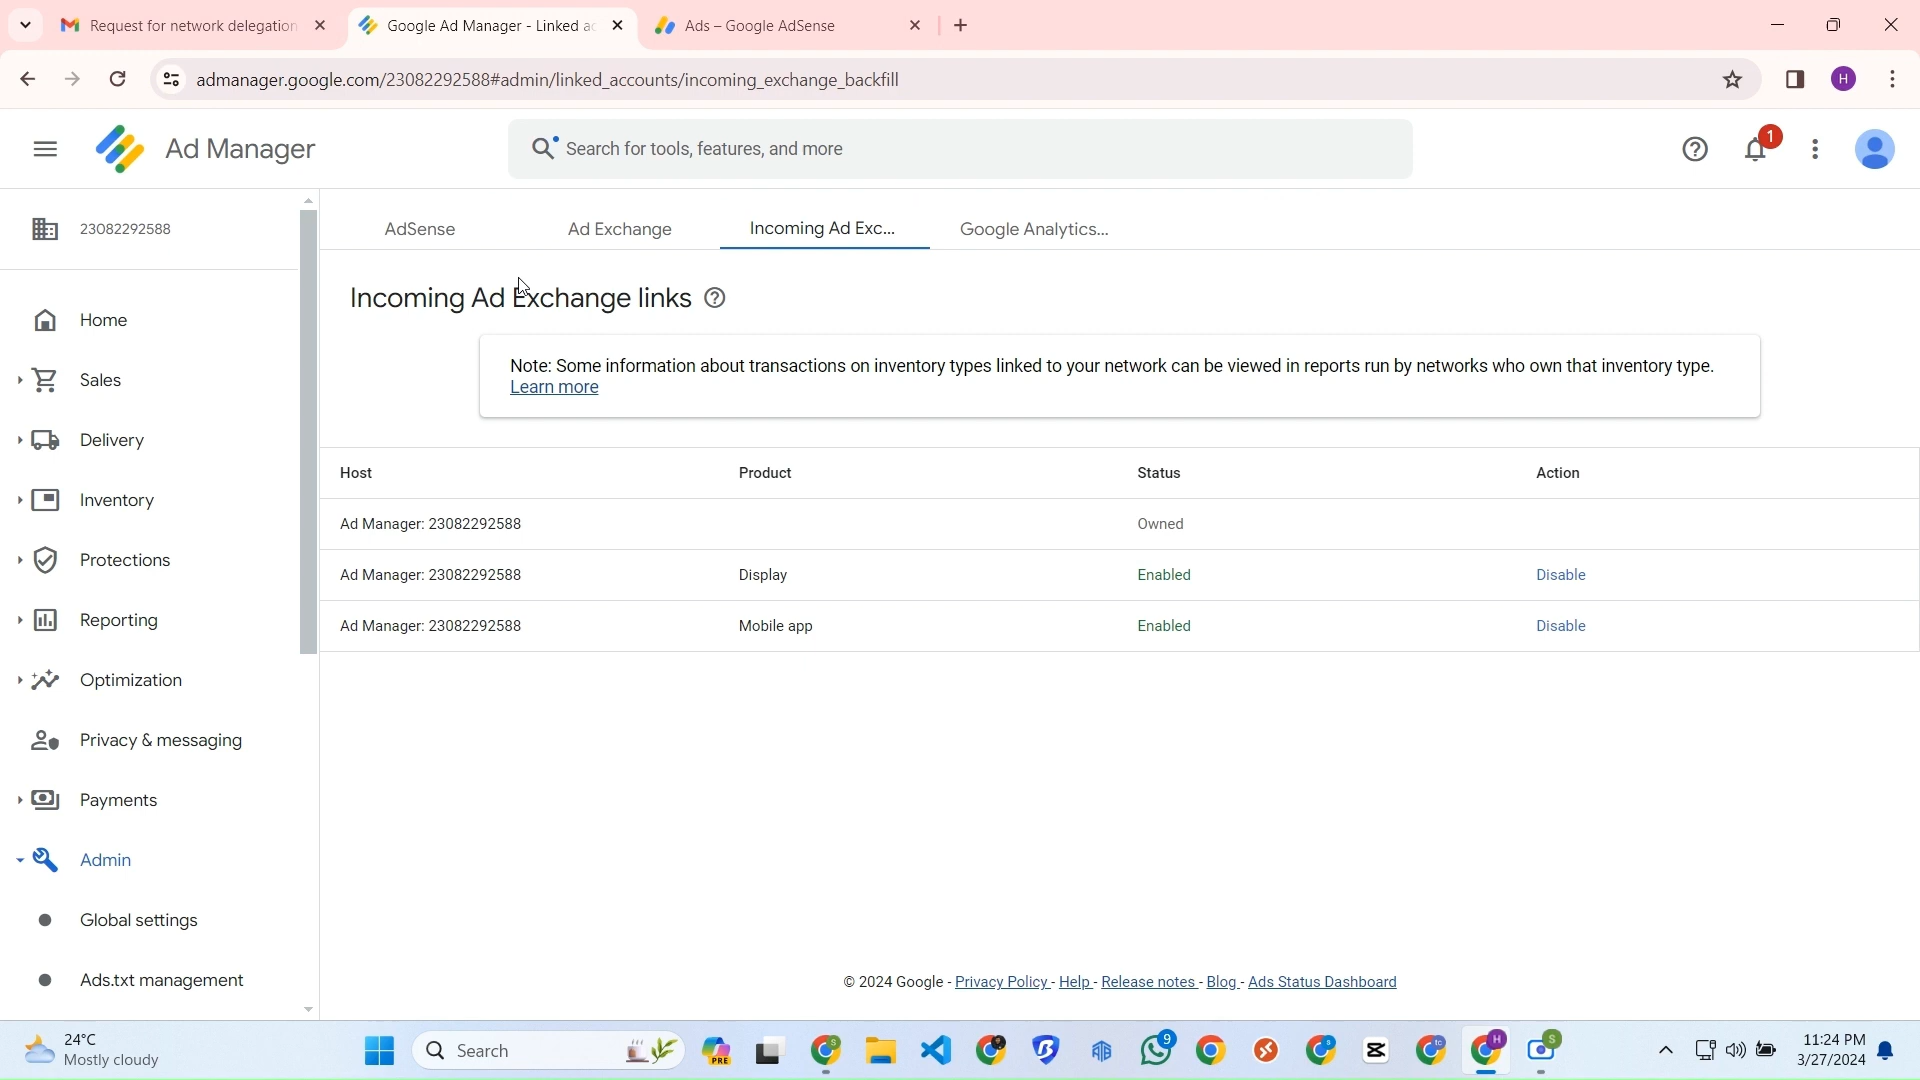 Request for network delegation
Google Ad Manager - Linked ac
Ads – Google AdSense
admanager.google.com/23082292588#admin/linked_accounts/incoming_exchange_backfill
H
Ad Manager
Search for tools, features, and more
1
23082292588
AdSense
Ad Exchange
Incoming Ad Exc...
Google Analytics...
Home
Sales
Delivery
Inventory
Protections
Reporting
Optimization
Privacy & messaging
Payments
Admin
Global settings
Ads.txt management
Incoming Ad Exchange links
Note: Some information about transactions on inventory types linked to your network can be viewed in reports run by networks who own that inventory type.
Learn more
Host Product Status Action
Ad Manager: 23082292588 Owned
Ad Manager: 23082292588 Display Enabled Disable
Ad Manager: 23082292588 Mobile app Enabled Disable
© 2024 Google - Privacy Policy - Help - Release notes - Blog - Ads Status Dashboard
24°C
Mostly cloudy
Search
PRE
9
11:24 PM
3/27/2024